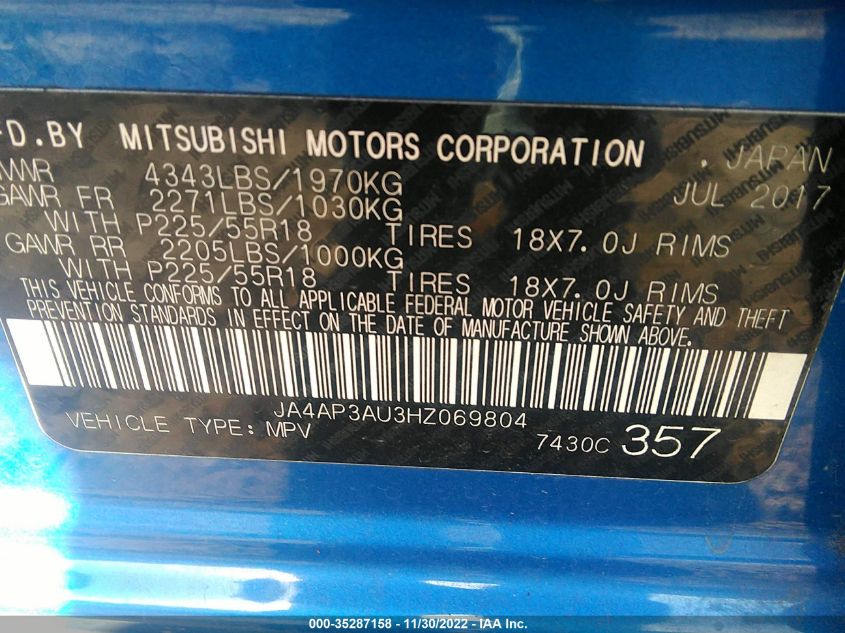 D.BY MITSUBISHI MOTORS CORPORATION . JAPAN
4343LBS/1970KG JUL 2017
GAWR FR 2271LBS/1030KG
WITH P225/55R18 TIRES 18X7.0J RIMS
GAWR RR 2205LBS/1000KG
WITH P225/55R18 TIRES 18X7.0J RIMS
THIS VEHICLE CONFORMS TO ALL APPLICABLE FEDERAL MOTOR VEHICLE SAFETY AND THEFT
PREVENTION STANDARDS IN EFFECT ON THE DATE OF MANUFACTURE SHOWN ABOVE.
JA4AP3AU3HZ069804
VEHICLE TYPE: MPV 7430C 357
000-35287158 - 11/30/2022 - IAA Inc.